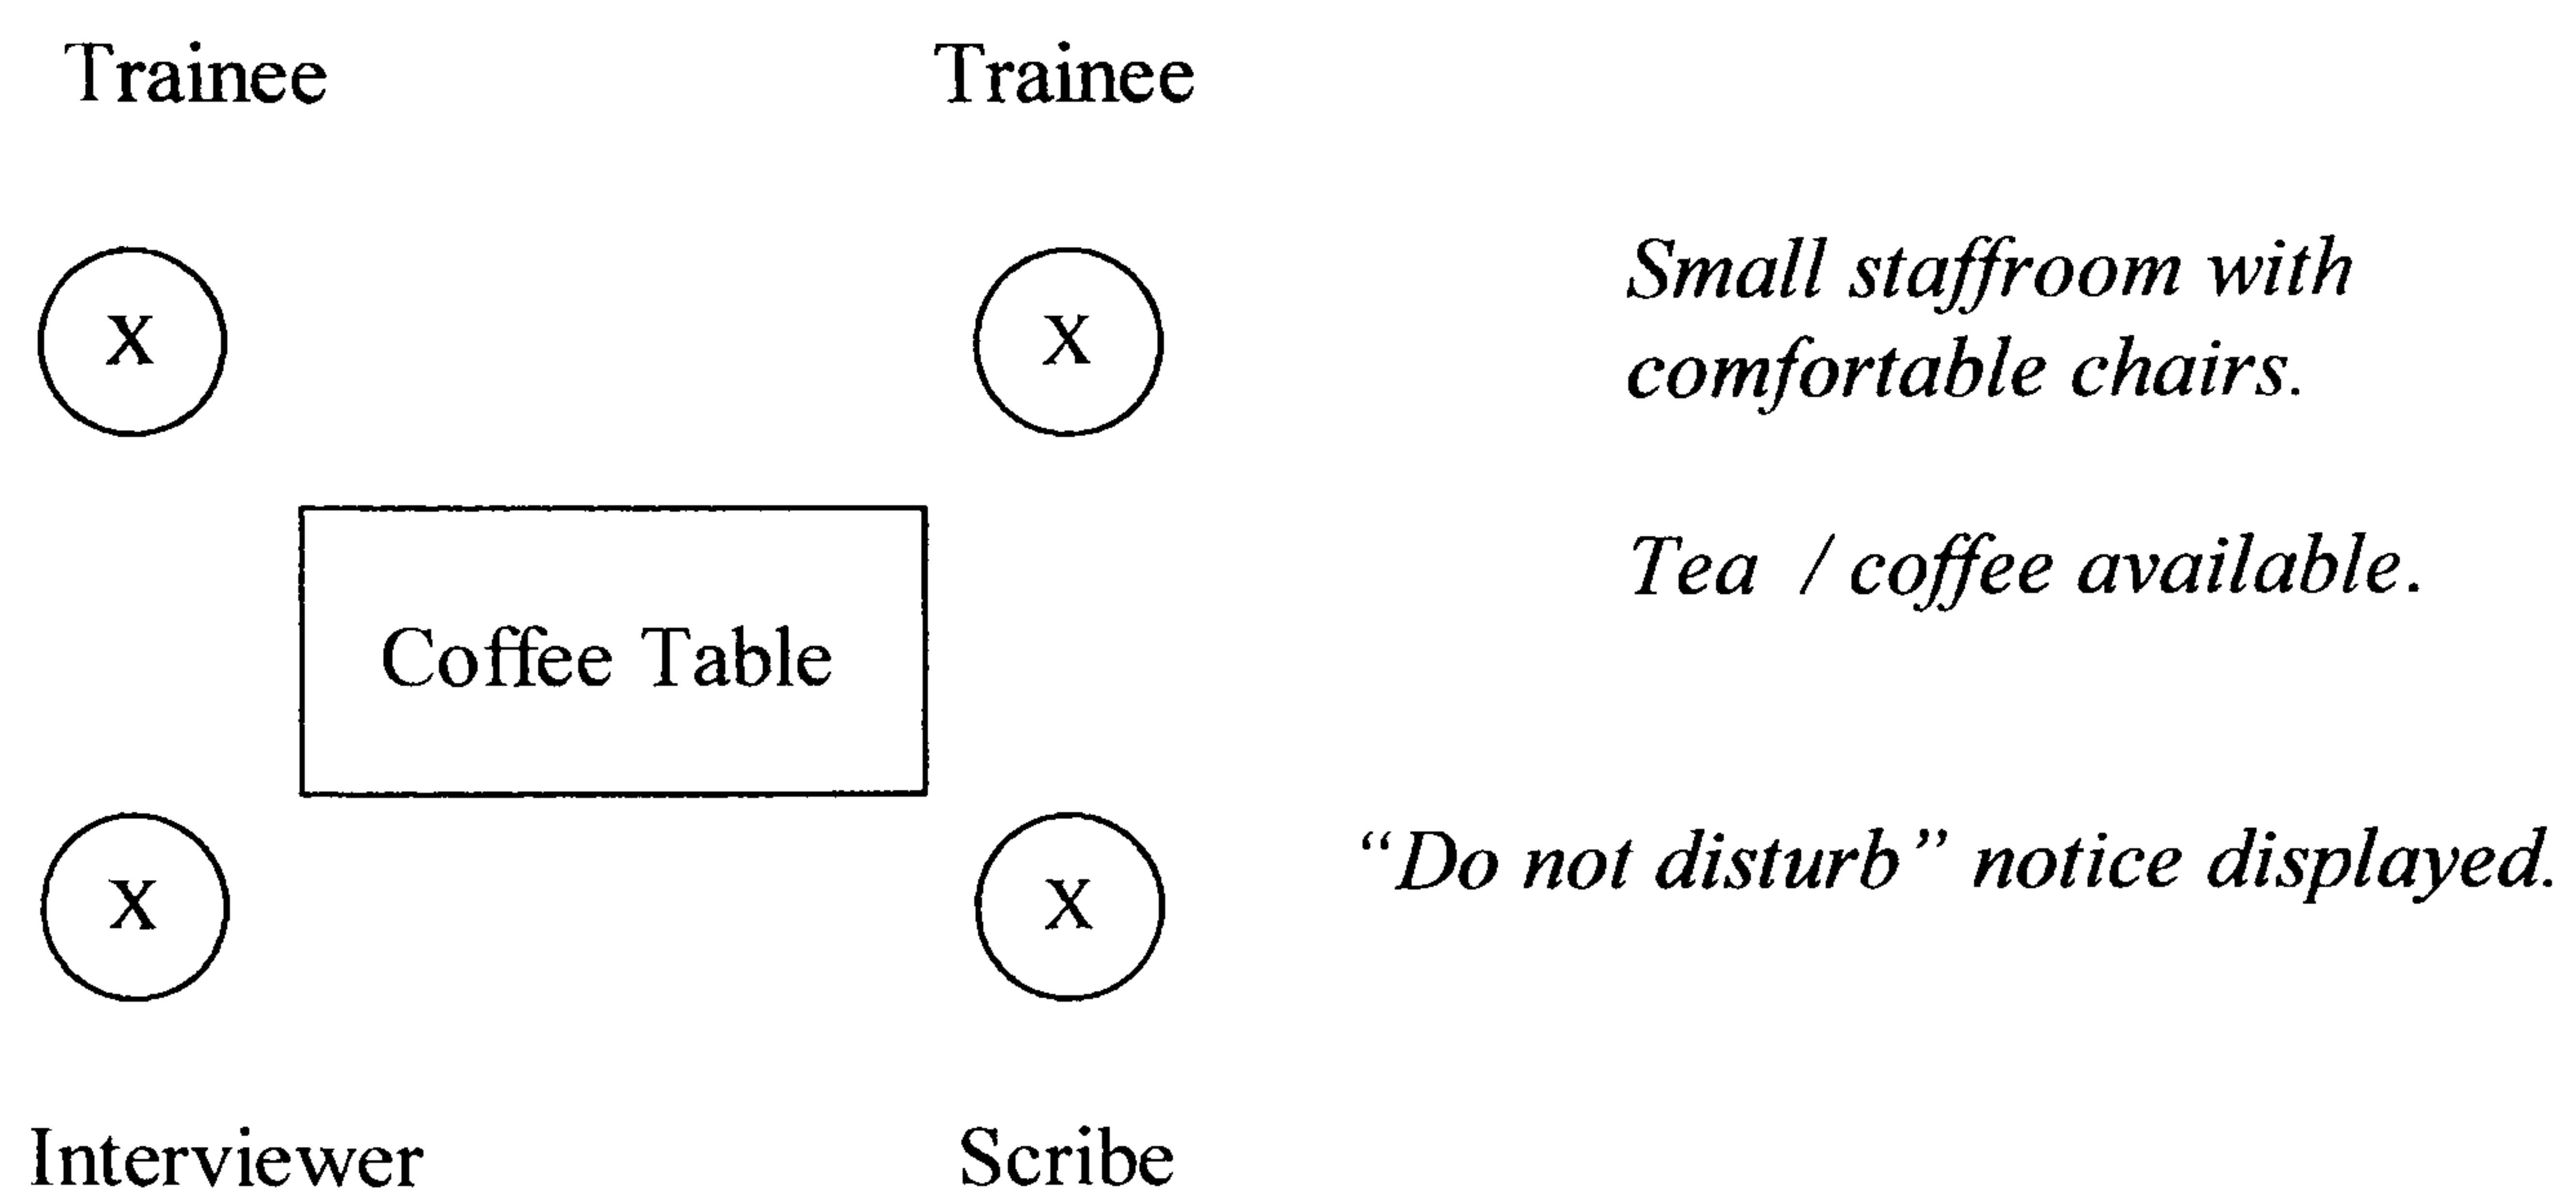 Trainee
Trainee
X
X
Small staffroom with
comfortable chairs.
Coffee Table
Tea / coffee available.
X
X
“Do not disturb” notice displayed.
Interviewer
Scribe